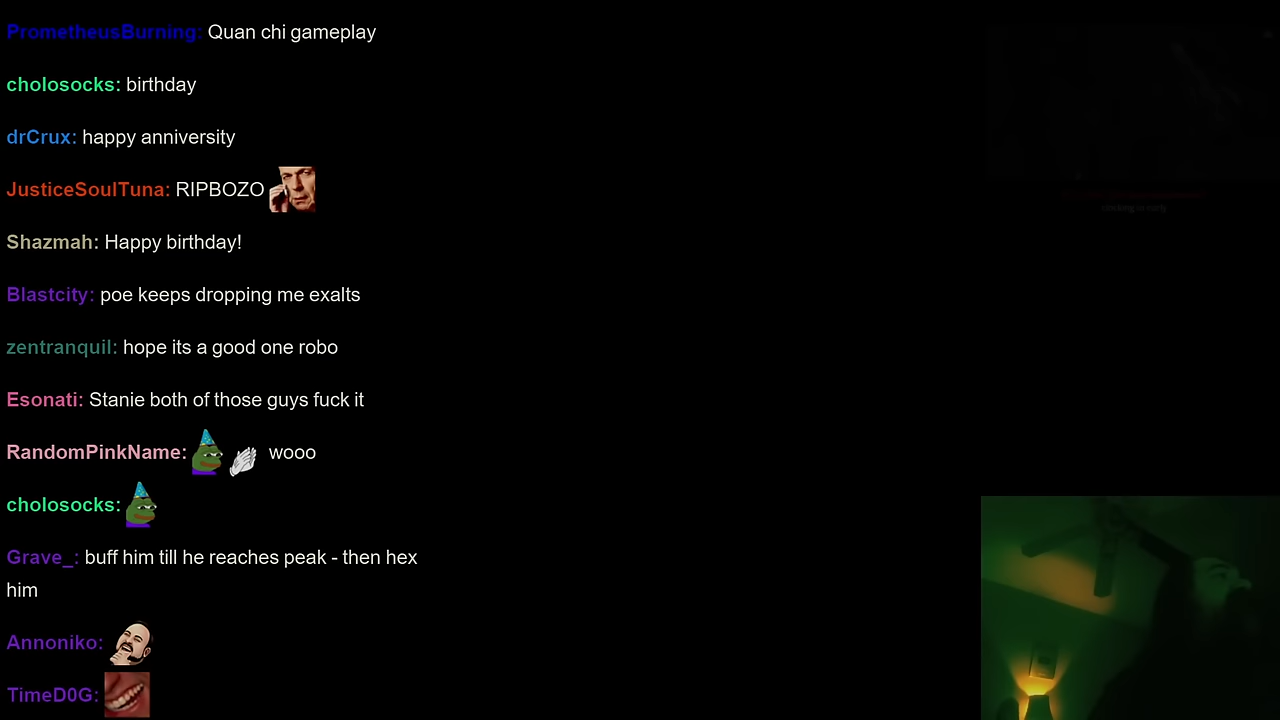 PrometheusBurning: Quan chi gameplay
cholosocks: birthday
drCrux: happy anniversity
JusticeSoulTuna: RIPBOZO
Shazmah: Happy birthday!
Blastcity: poe keeps dropping me exalts
zentranquil: hope its a good one robo
Esonati: Stanie both of those guys fuck it
RandomPinkName: wooo
cholosocks:
Grave_: buff him till he reaches peak - then hex
him
Annoniko:
TimeD0G: